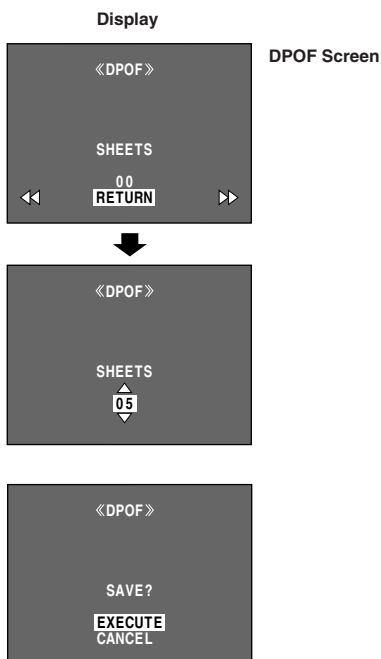 Display
DPOF Screen
《DPOF》
SHEETS
00
RETURN
《DPOF》
SHEETS
05
《DPOF》
SAVE?
EXECUTE
CANCEL